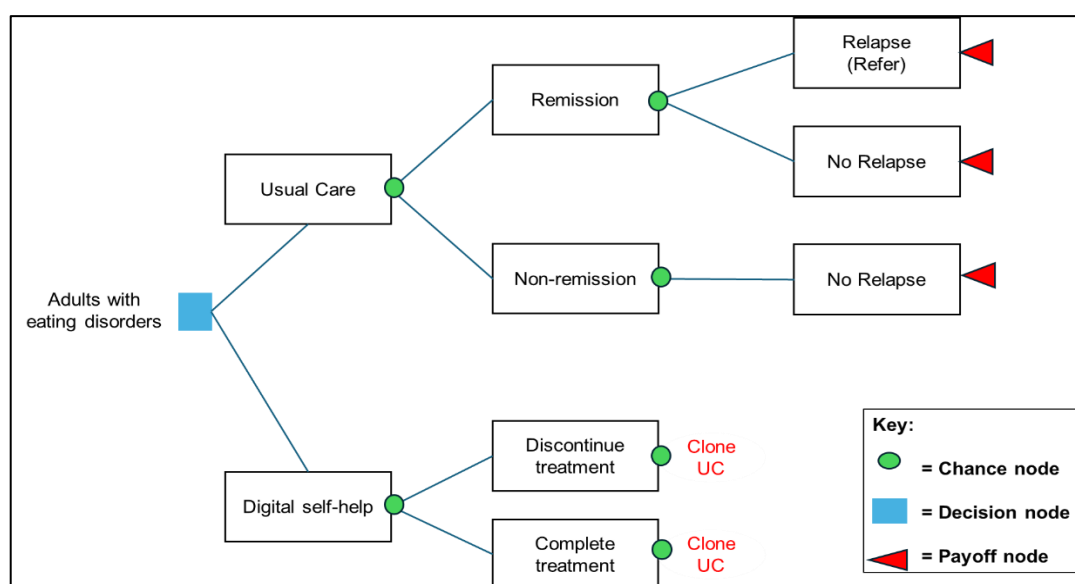 Relapse
(Refer)
Remission
No Relapse
Usual Care
Non-remission
No Relapse
Adults with
eating disorders
Discontinue
treatment
Clone
UC
Digital self-help
Complete
treatment
Clone
UC
Key:
= Chance node
= Decision node
= Payoff node